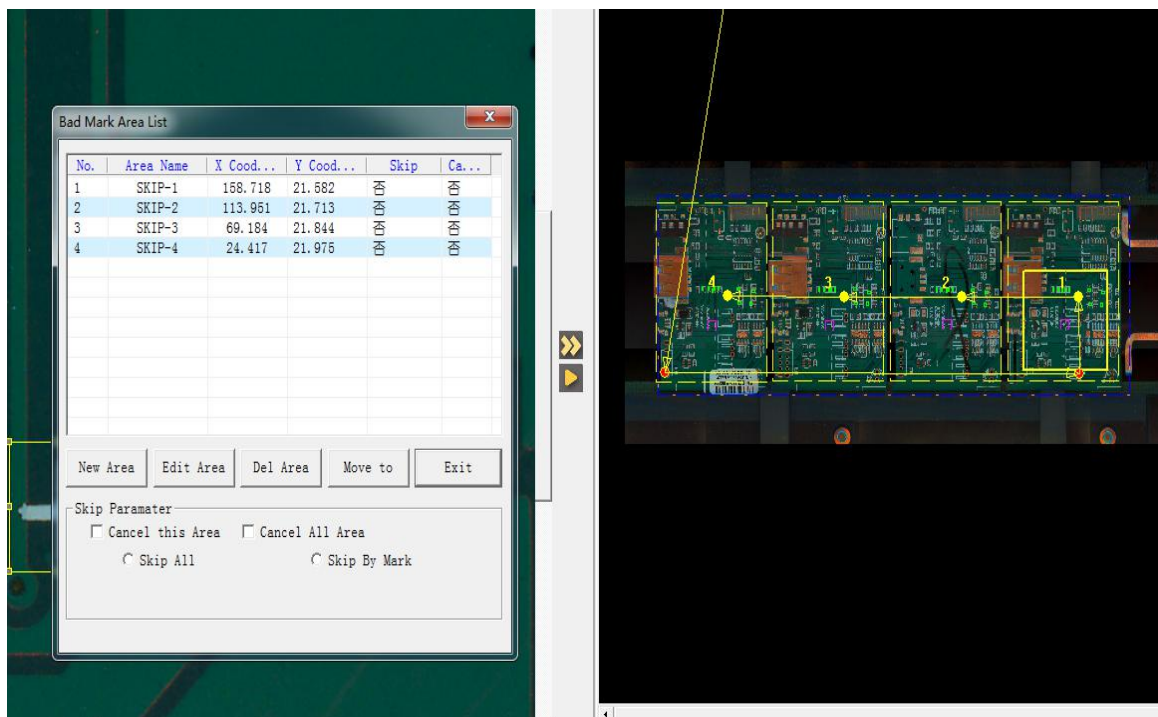 Bad Mark Area List
No. Area Name X Cood... Y Cood... Skip Ca...
1 SKIP-1 158.718 21.582 否 否
2 SKIP-2 113.951 21.713 否 否
3 SKIP-3 69.184 21.844 否 否
4 SKIP-4 24.417 21.975 否 否
New Area Edit Area Del Area Move to Exit
Skip Paramater
Cancel this Area Cancel All Area
Skip All Skip By Mark
4 3 2 1